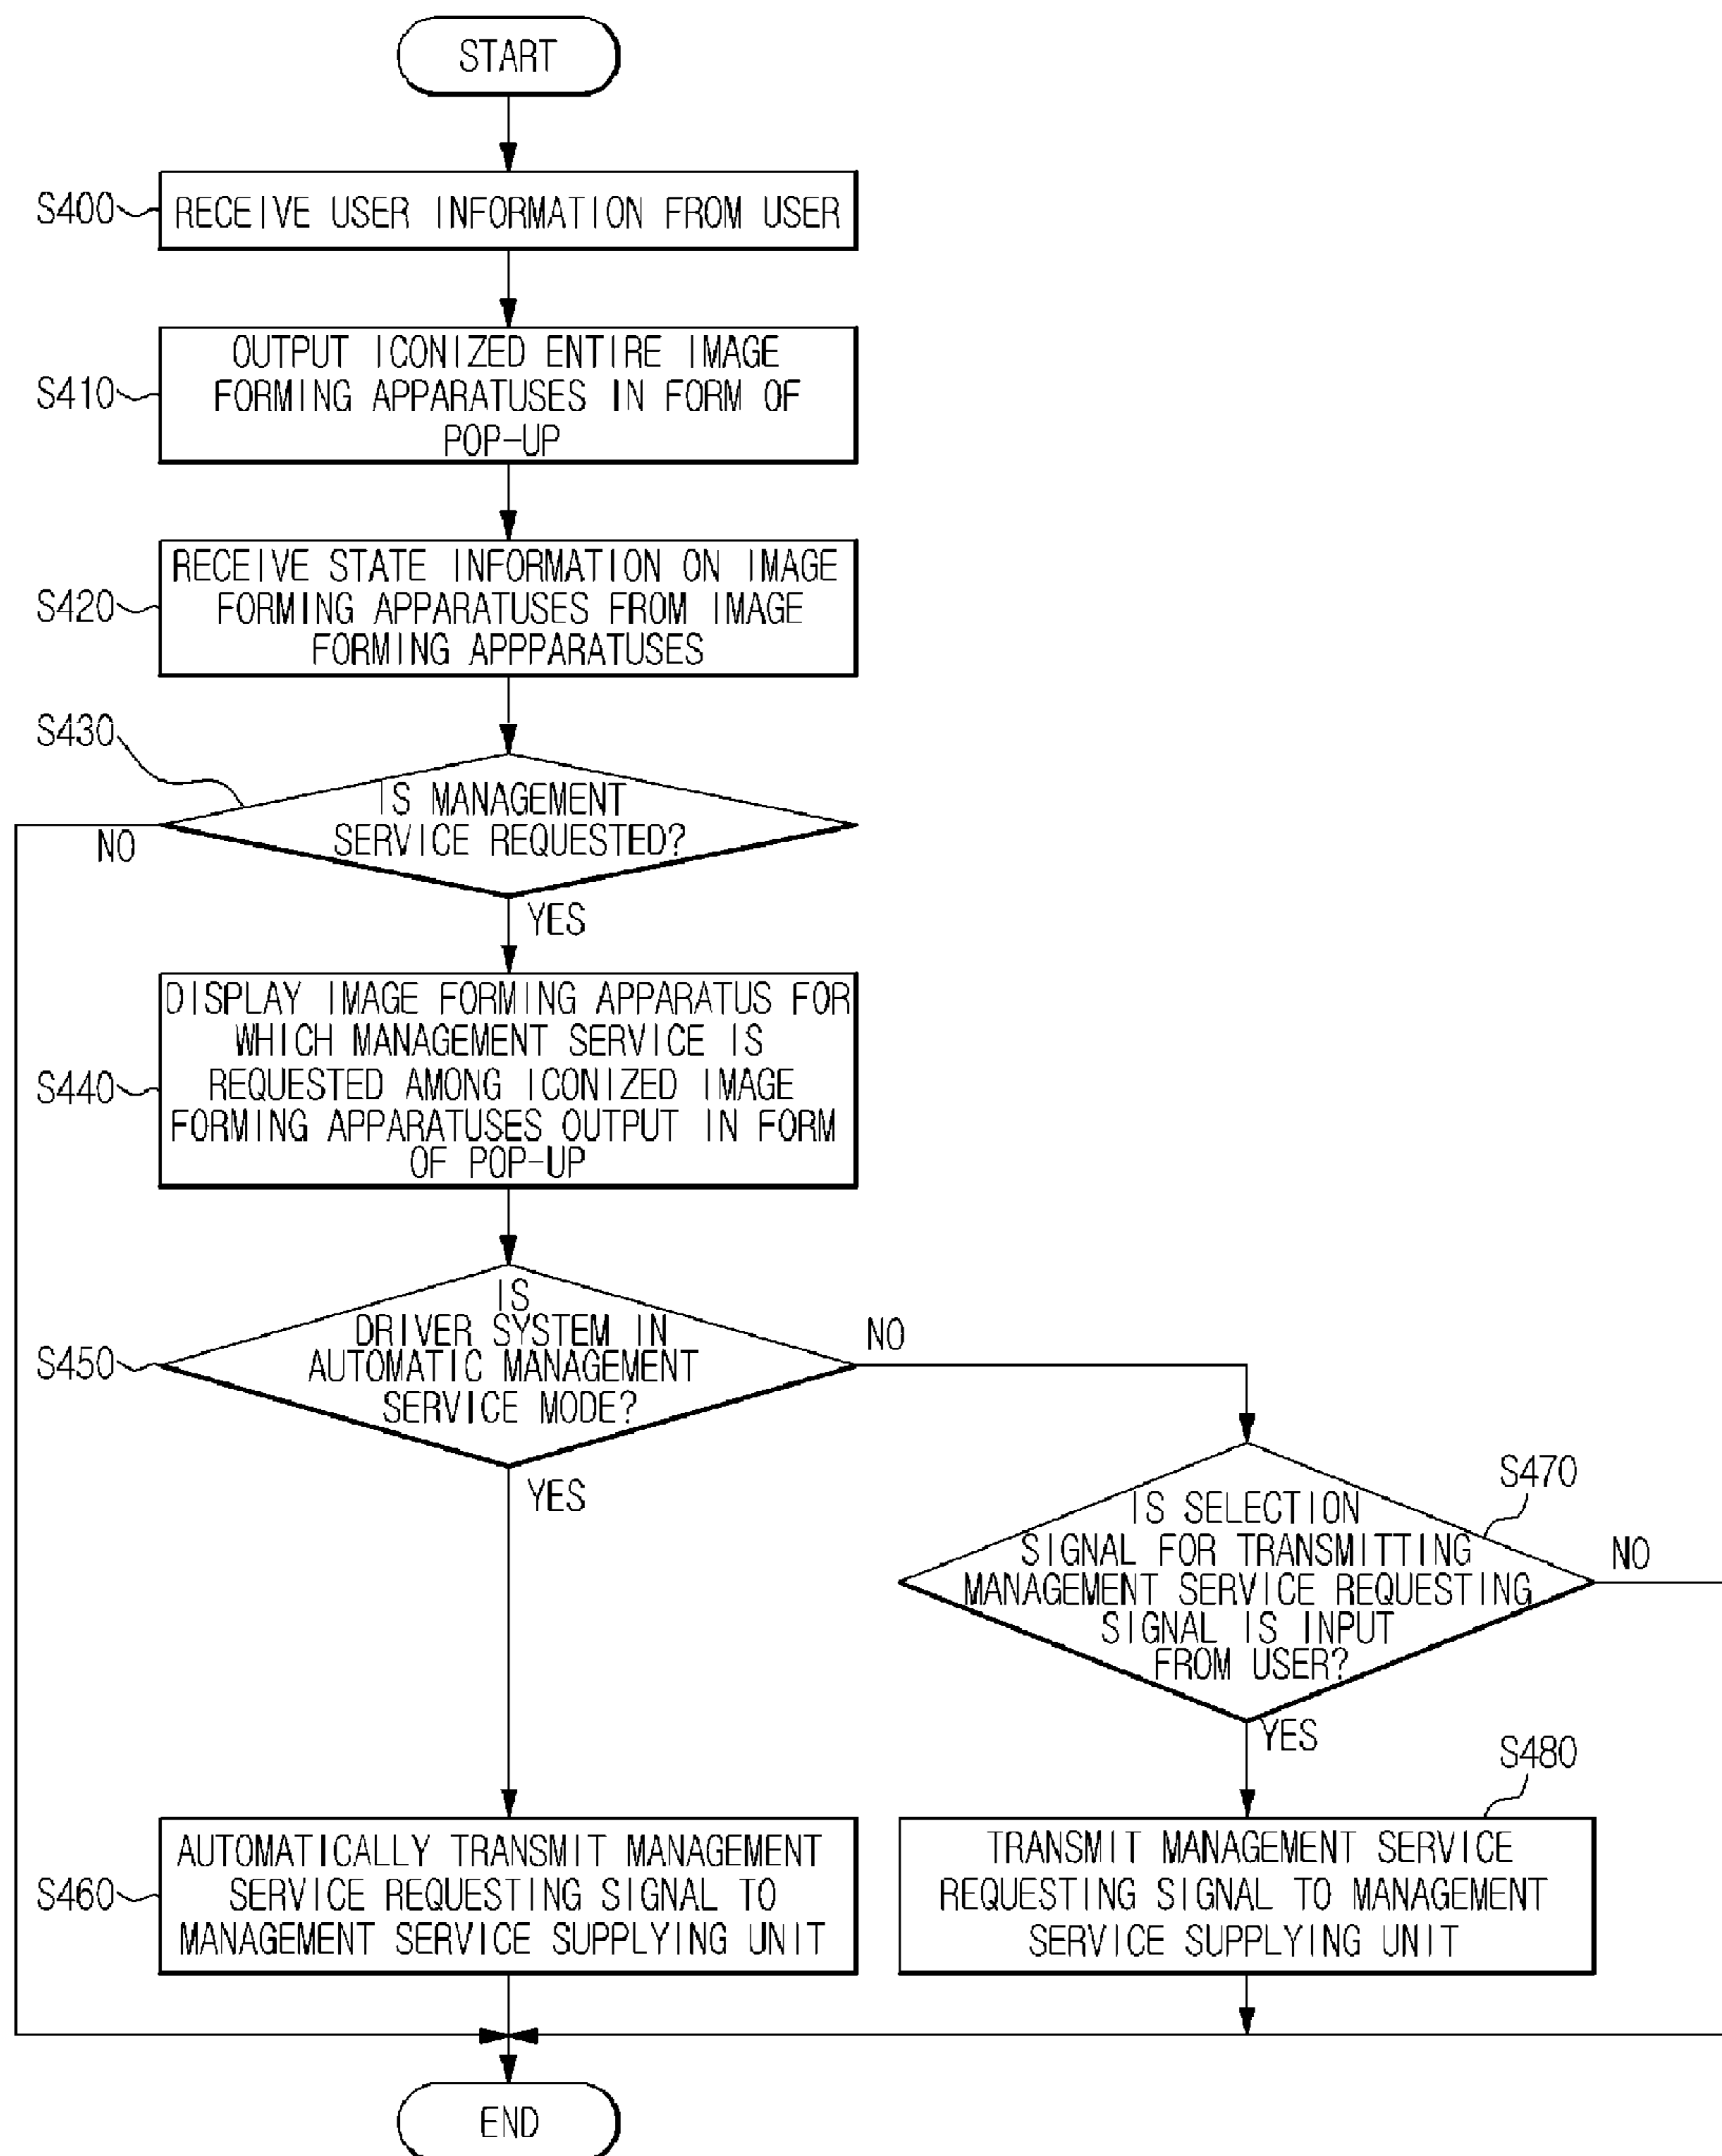 START
S400
RECEIVE USER INFORMATION FROM USER
S410
OUTPUT ICONIZED ENTIRE IMAGE
FORMING APPARATUSES IN FORM OF
POP-UP
S420
RECEIVE STATE INFORMATION ON IMAGE
FORMING APPARATUSES FROM IMAGE
FORMING APPPARATUSES
S430
IS MANAGEMENT
SERVICE REQUESTED?
NO
YES
S440
DISPLAY IMAGE FORMING APPARATUS FOR
WHICH MANAGEMENT SERVICE IS
REQUESTED AMONG ICONIZED IMAGE
FORMING APPARATUSES OUTPUT IN FORM
OF POP-UP
S450
IS
DRIVER SYSTEM IN
AUTOMATIC MANAGEMENT
SERVICE MODE?
NO
YES
S470
IS SELECTION
SIGNAL FOR TRANSMITTING
MANAGEMENT SERVICE REQUESTING
SIGNAL IS INPUT
FROM USER?
NO
YES
S460
AUTOMATICALLY TRANSMIT MANAGEMENT
SERVICE REQUESTING SIGNAL TO
MANAGEMENT SERVICE SUPPLYING UNIT
S480
TRANSMIT MANAGEMENT SERVICE
REQUESTING SIGNAL TO MANAGEMENT
SERVICE SUPPLYING UNIT
END